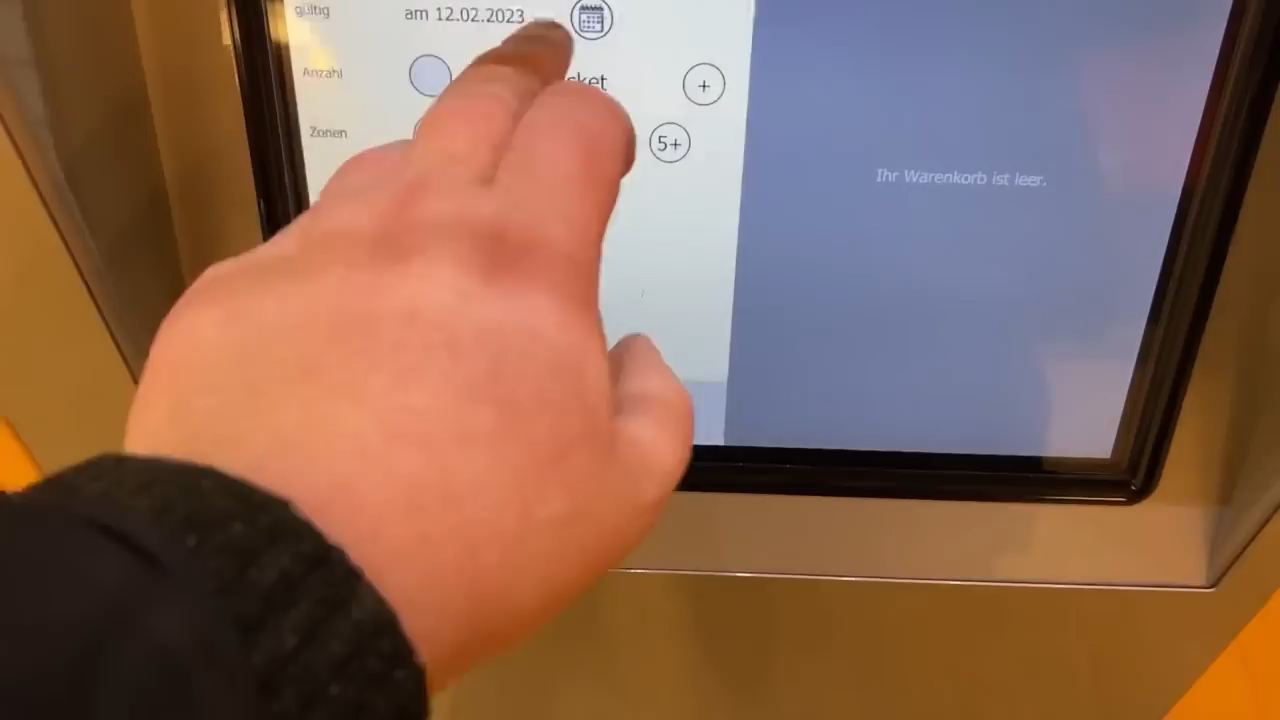 gültig am 12.02.2023
Anzahl +
Zonen 5+
Ihr Warenkorb ist leer.